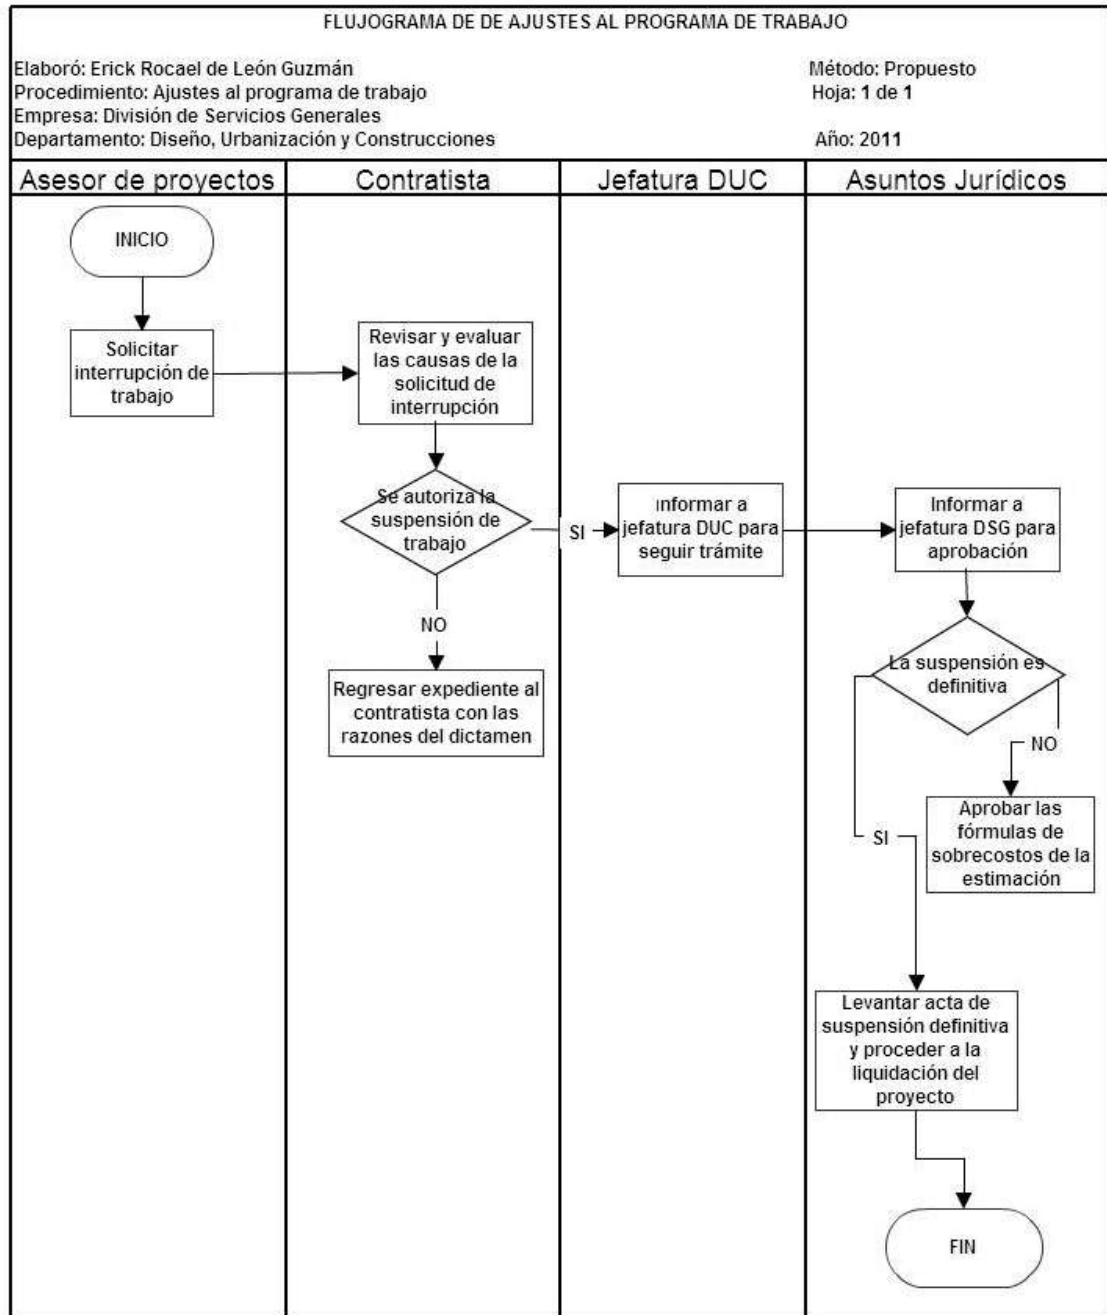 FLUJOGRAMA DE DE AJUSTES AL PROGRAMA DE TRABAJO
Elaboró: Erick Rocael de León Guzmán
Método: Propuesto
Procedimiento: Ajustes al programa de trabajo
Hoja: 1 de 1
Empresa: División de Servicios Generales
Departamento: Diseño, Urbanización y Construcciones
Año: 2011
Asesor de proyectos
Contratista
Jefatura DUC
Asuntos Jurídicos
INICIO
Solicitar
interrupción de
trabajo
Revisar y evaluar
las causas de la
solicitud de
interrupción
Se autoriza la
suspensión de
trabajo
SI
Informar a
jefatura DUC para
seguir trámite
Informar a
jefatura DSG para
aprobación
NO
Regresar expediente al
contratista con las
razones del dictamen
La suspensión es
definitiva
NO
Aprobar las
fórmulas de
sobrecostos de la
estimación
SI
Levantar acta de
suspensión definitiva
y proceder a la
liquidación del
proyecto
FIN